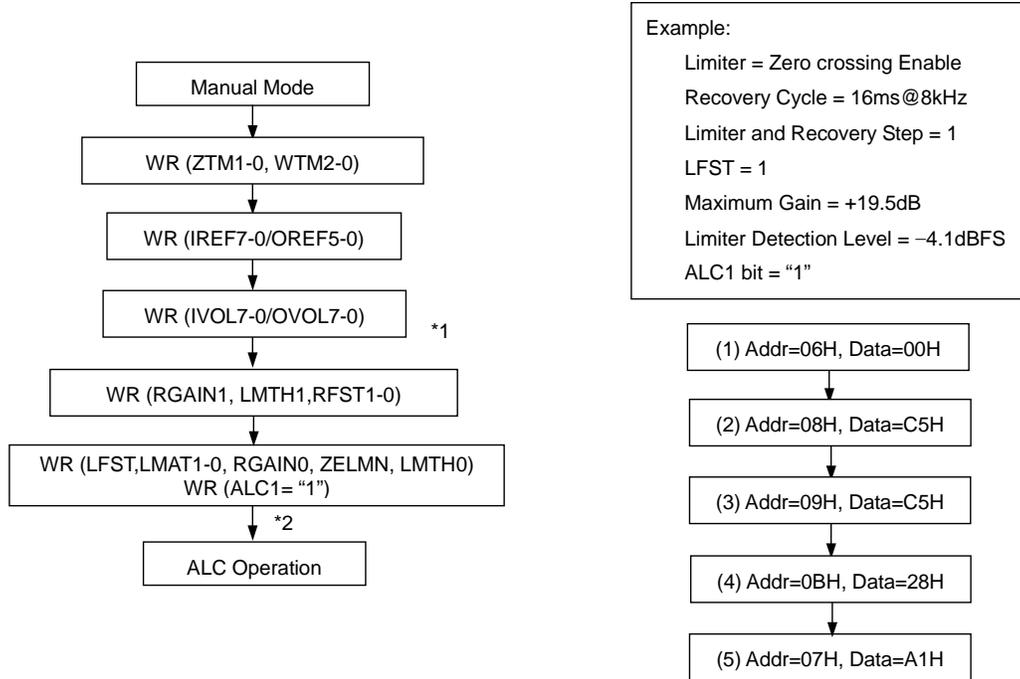 Manual Mode
WR (ZTM1-0, WTM2-0)
WR (IREF7-0/OREF5-0)
WR (IVOL7-0/OVOL7-0)
*1
WR (RGAIN1, LMTH1,RFST1-0)
WR (LFST,LMAT1-0, RGAIN0, ZELMN, LMTH0)
WR (ALC1= “1”)
*2
ALC Operation
Example:
Limiter = Zero crossing Enable
Recovery Cycle = 16ms@8kHz
Limiter and Recovery Step = 1
LFST = 1
Maximum Gain = +19.5dB
Limiter Detection Level = −4.1dBFS
ALC1 bit = “1”
(1) Addr=06H, Data=00H
(2) Addr=08H, Data=C5H
(3) Addr=09H, Data=C5H
(4) Addr=0BH, Data=28H
(5) Addr=07H, Data=A1H